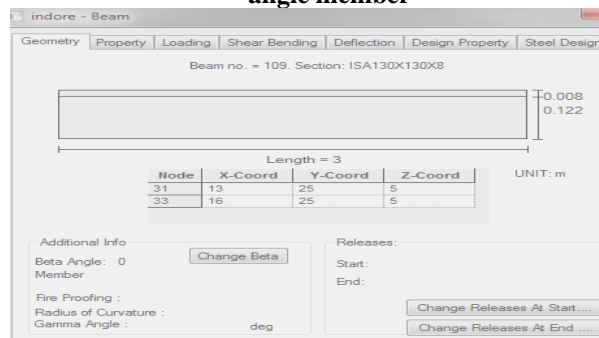 angle member
indore - Beam
Geometry Property Loading Shear Bending Deflection Design Property Steel Design
Beam no. = 109. Section: ISA130X130X8
0.008
0.122
Length = 3
UNIT: m
Node X-Coord Y-Coord Z-Coord
31 13 25 5
33 16 25 5
Additional Info
Beta Angle: 0
Change Beta
Member
Fire Proofing :
Radius of Curvature :
Gamma Angle : deg
Releases:
Start:
End:
Change Releases At Start....
Change Releases At End ....